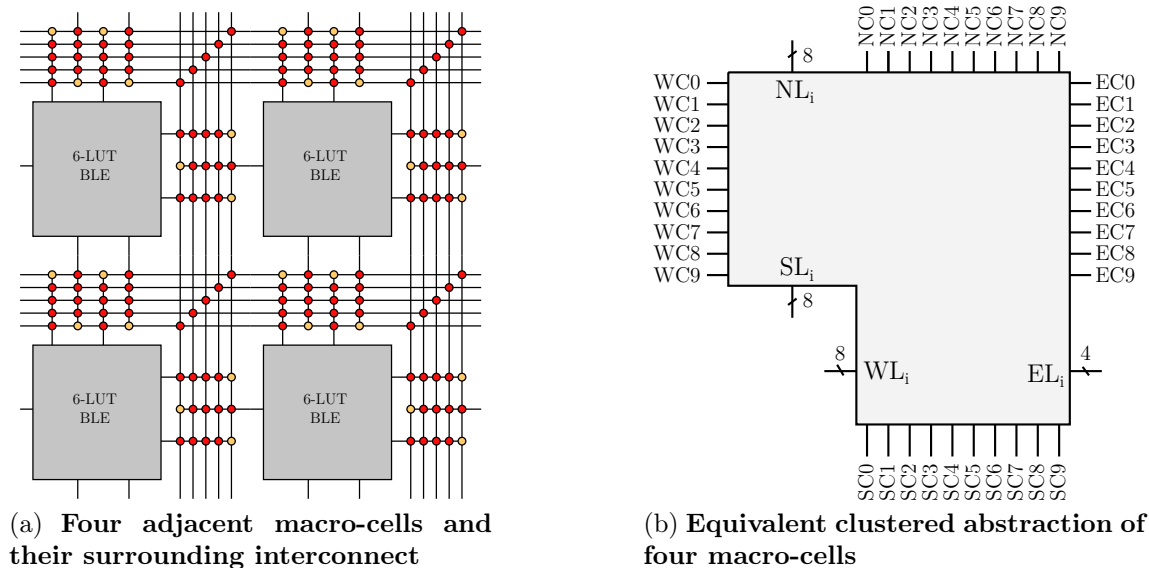 6-LUT
BLE
6-LUT
BLE
6-LUT
BLE
6-LUT
BLE
(a) Four adjacent macro-cells and
their surrounding interconnect
NC0
NC1
NC2
NC3
NC4
NC5
NC6
NC7
NC8
NC9
8
NLi
WC0
WC1
WC2
WC3
WC4
WC5
WC6
WC7
WC8
WC9
EC0
EC1
EC2
EC3
EC4
EC5
EC6
EC7
EC8
EC9
SLi
8
8
WLi
4
ELi
SC0
SC1
SC2
SC3
SC4
SC5
SC6
SC7
SC8
SC9
(b) Equivalent clustered abstraction of
four macro-cells